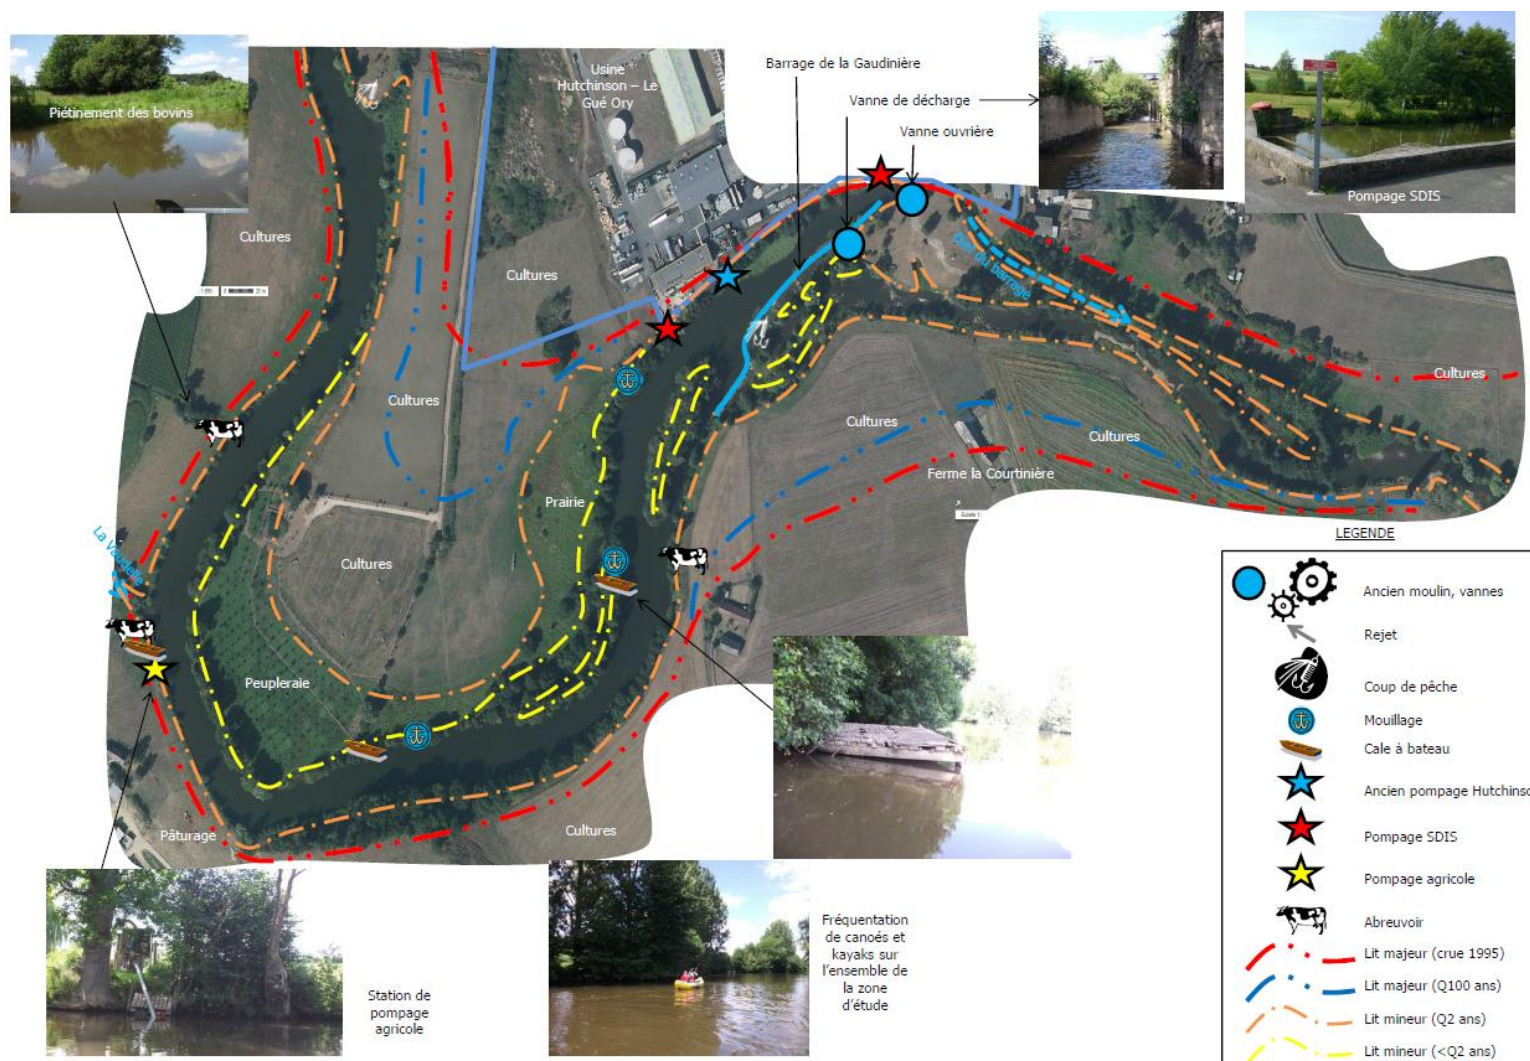 Piétinement des bovins
Usine
Hutchinson – Le
Gué Ory
Barrage de la Gaudinière
Vanne de décharge
Vanne ouvrière
Pompage SDIS
Cultures
Cultures
Cultures
Bief du barrage
Cultures
Cultures
Cultures
Ferme la Courtinière
Prairie
La Vaudelle
Cultures
Peupleraie
Pâturage
Cultures
Station de
pompage
agricole
Fréquentation
de canoés et
kayaks sur
l'ensemble de
la zone
d'étude
LEGENDE
Ancien moulin, vannes
Rejet
Coup de pêche
Mouillage
Cale à bateau
Ancien pompage Hutchinso
Pompage SDIS
Pompage agricole
Abreuvoir
Lit majeur (crue 1995)
Lit majeur (Q100 ans)
Lit mineur (Q2 ans)
Lit mineur (<Q2 ans)